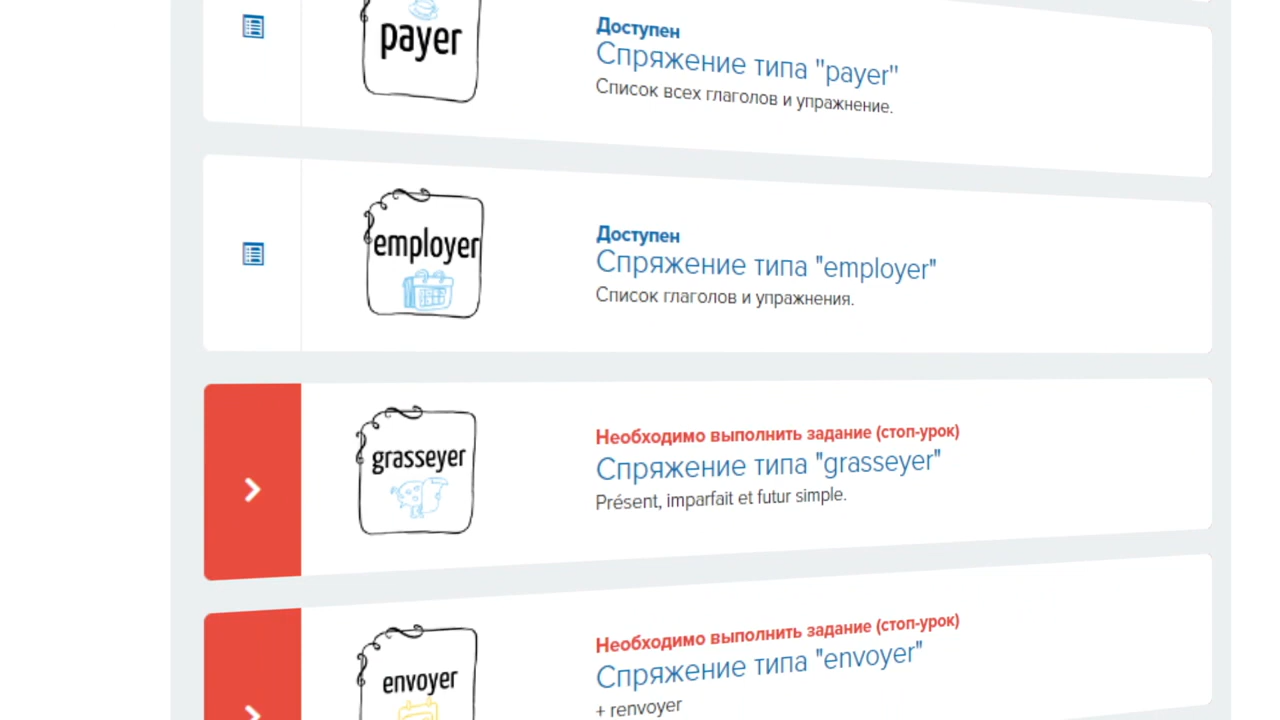 payer
Доступен
Спряжение типа "payer"
Список всех глаголов и упражнение.
employer
Доступен
Спряжение типа "employer"
Список глаголов и упражнения.
grasseyer
Необходимо выполнить задание (стоп-урок)
Спряжение типа "grasseyer"
Présent, imparfait et futur simple.
envoyer
Необходимо выполнить задание (стоп-урок)
Спряжение типа "envoyer"
+ renvoyer